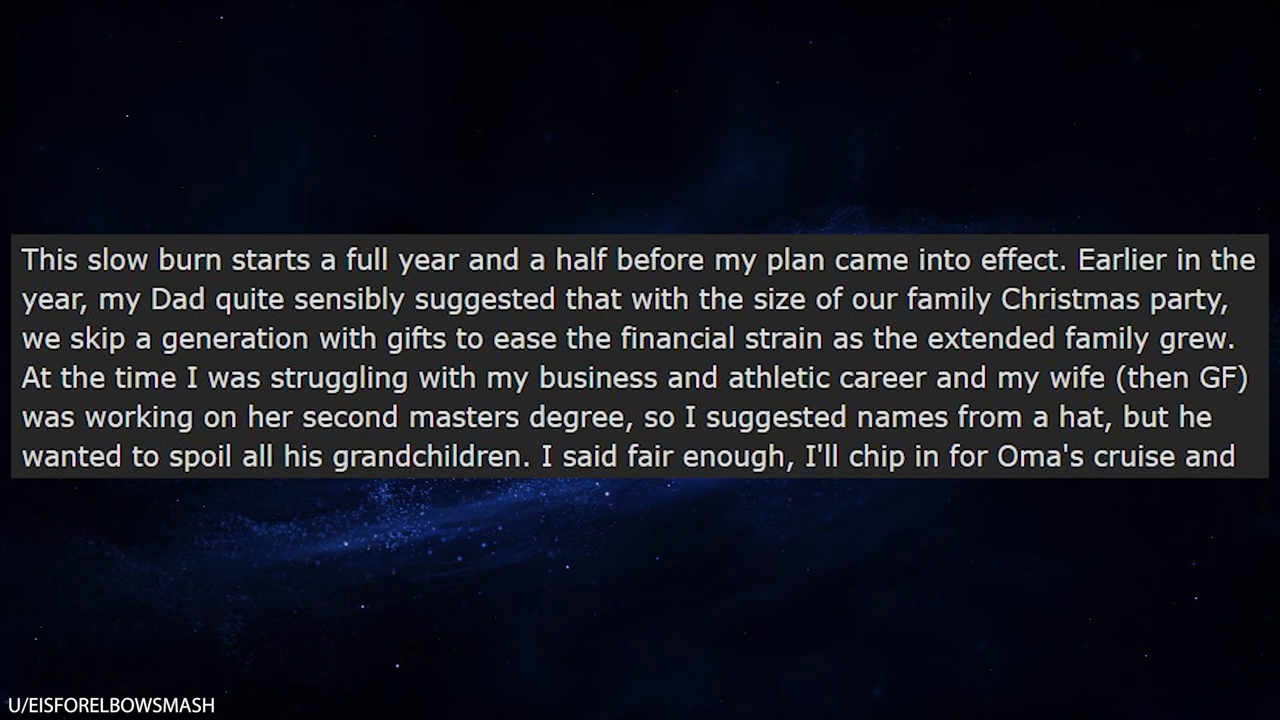 This slow burn starts a full year and a half before my plan came into effect. Earlier in the
year, my Dad quite sensibly suggested that with the size of our family Christmas party,
we skip a generation with gifts to ease the financial strain as the extended family grew.
At the time I was struggling with my business and athletic career and my wife (then GF)
was working on her second masters degree, so I suggested names from a hat, but he
wanted to spoil all his grandchildren. I said fair enough, I'll chip in for Oma's cruise and
U/EISFORELBOWSMASH